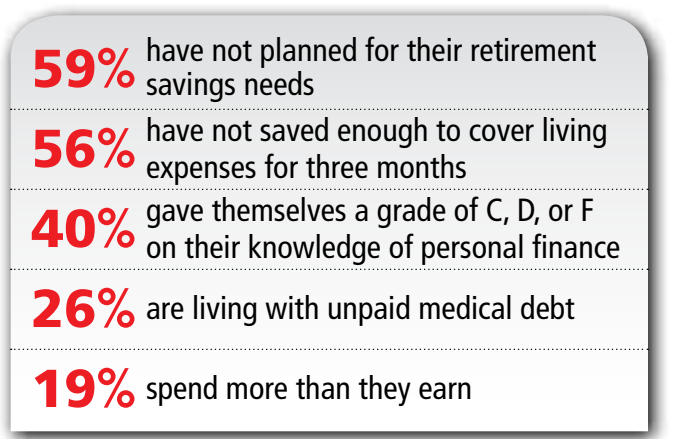 59% have not planned for their retirement
savings needs
56% have not saved enough to cover living
expenses for three months
40% gave themselves a grade of C, D, or F
on their knowledge of personal finance
26% are living with unpaid medical debt
19% spend more than they earn